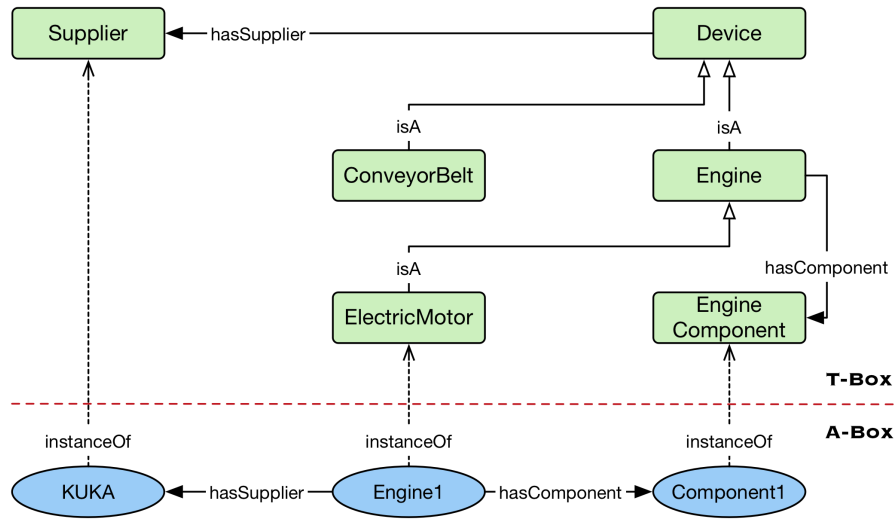 Supplier
hasSupplier
Device
isA
isA
ConveyorBelt
Engine
hasComponent
isA
ElectricMotor
Engine
Component
T-Box
A-Box
instanceOf
instanceOf
instanceOf
KUKA
hasSupplier
Engine1
hasComponent
Component1